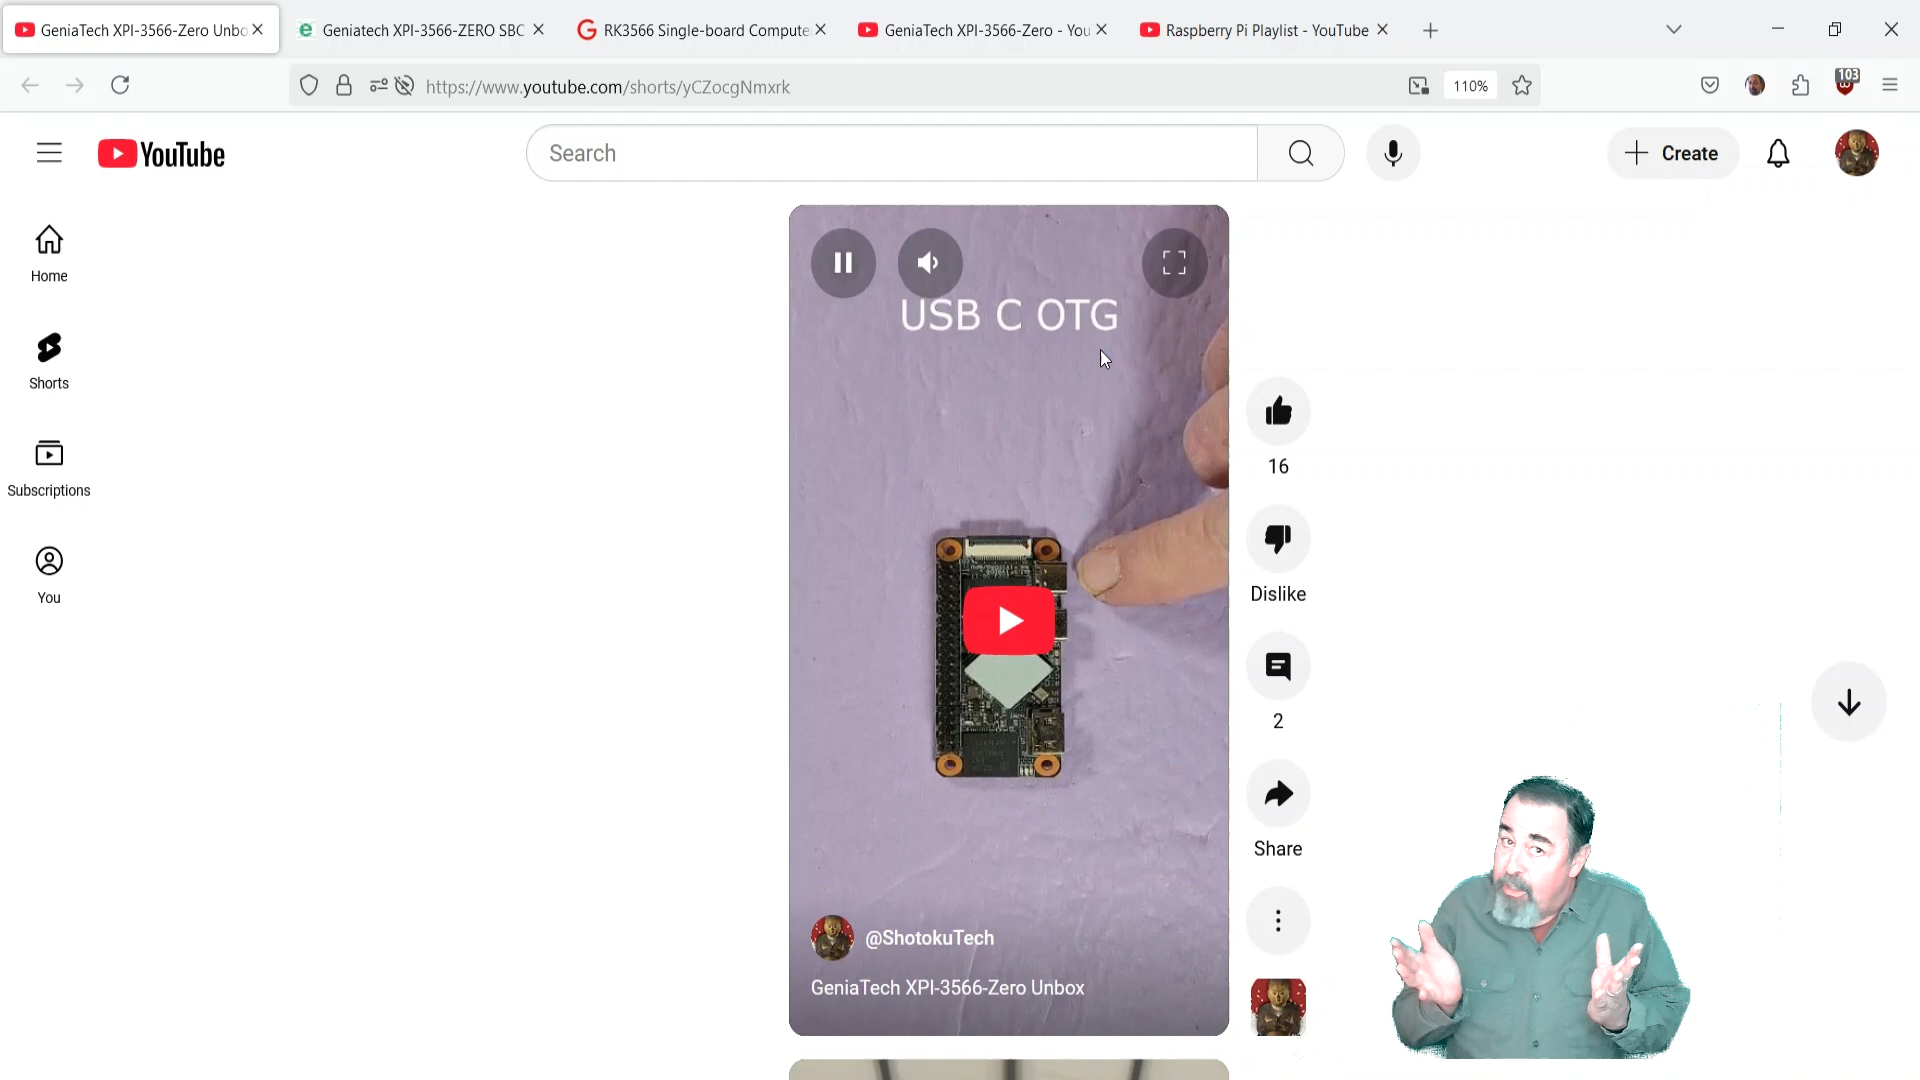 GeniaTech XPI-3566-Zero Unbo
Geniatech XPI-3566-ZERO SBC
RK3566 Single-board Compute
GeniaTech XPI-3566-Zero - You
Raspberry Pi Playlist - YouTube
https://www.youtube.com/shorts/yCZocgNmxrk
110%
103
YouTube
Search
Create
Home
Shorts
Subscriptions
You
USB C OTG
16
Dislike
2
Share
@ShotokuTech
GeniaTech XPI-3566-Zero Unbox